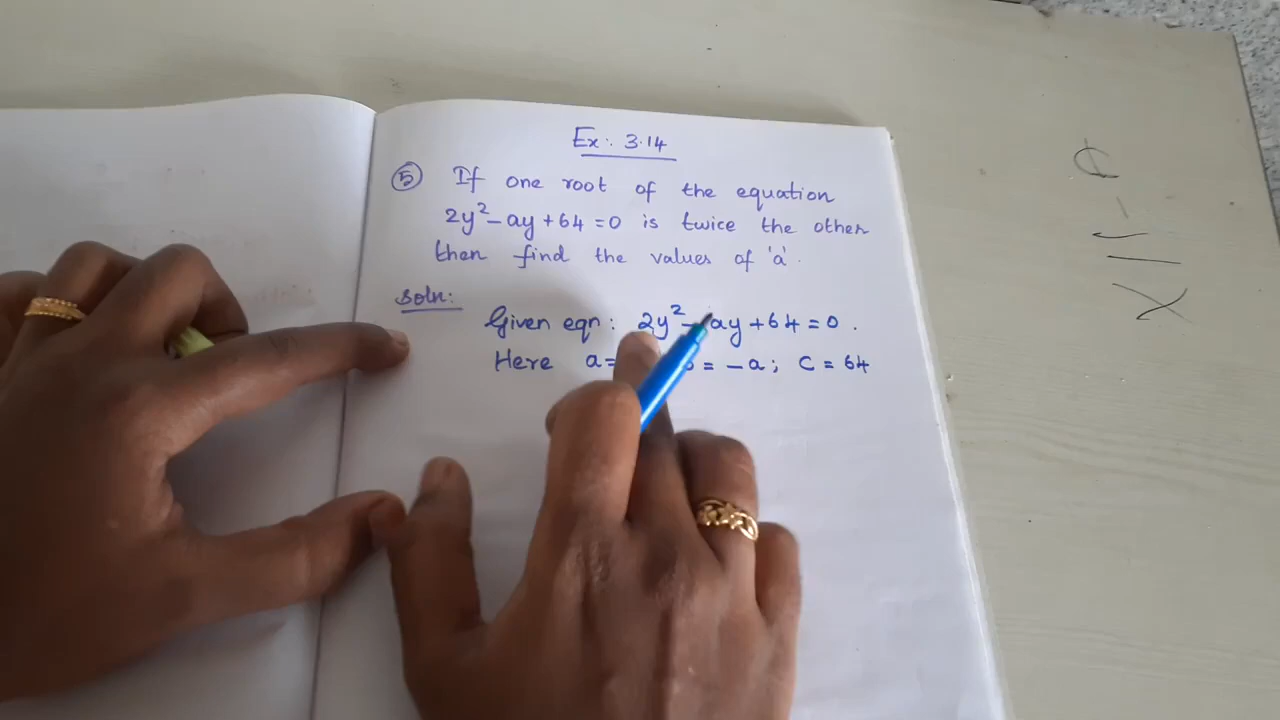 Ex: 3.14
5 If one root of the equation
2y²-ay+64=0 is twice the other
then find the values of 'a'.
Soln:
Given eqn: 2y²-ay+64=0.
Here a= = -a; C = 64